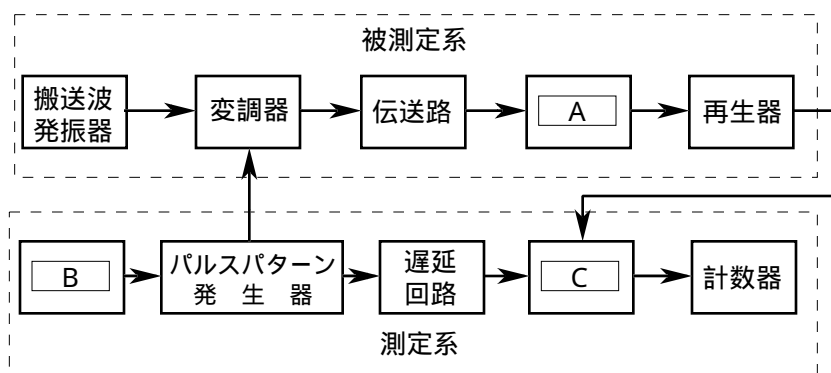 被測定系
搬送波
発振器
変調器
伝送路
A
再生器
B
パルスパターン
発 生 器
遅延
回路
C
計数器
測定系